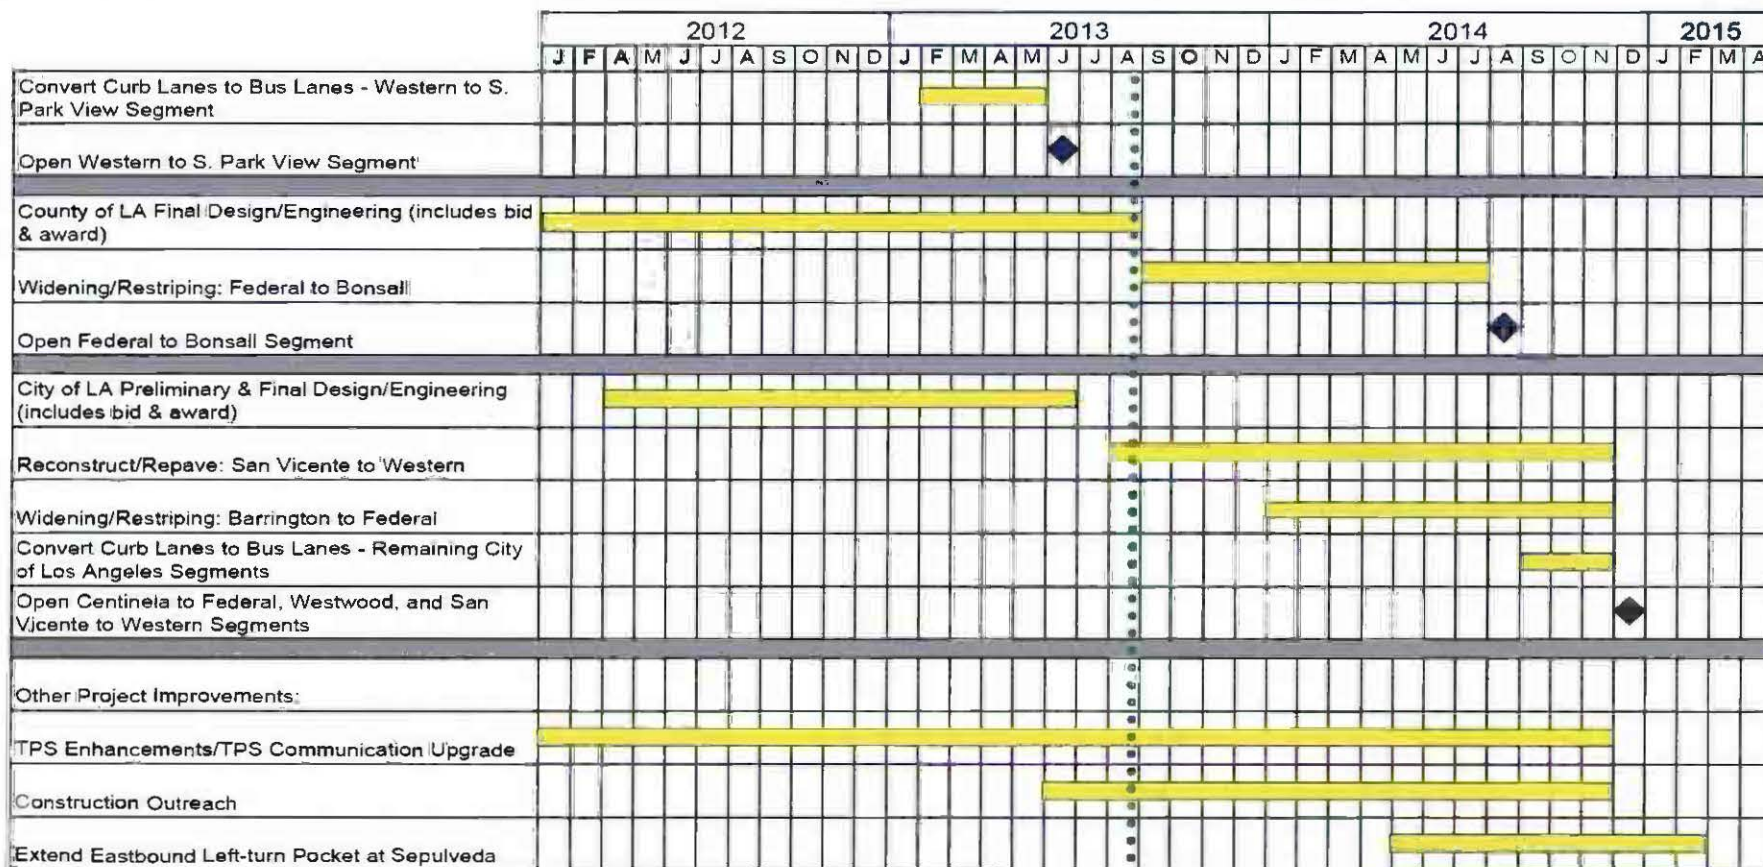 2012 2013 2014 2015
J F A M J J A S O N D J F M A M J J A S O N D J F M A M J J A S O N D J F M A
Convert Curb Lanes to Bus Lanes - Western to S.
Park View Segment
Open Western to S. Park View Segment
County of LA Final Design/Engineering (includes bid
& award)
Widening/Restriping: Federal to Bonsall
Open Federal to Bonsall Segment
City of LA Preliminary & Final Design/Engineering
(includes bid & award)
Reconstruct/Repave: San Vicente to Western
Widening/Restriping: Barrington to Federal
Convert Curb Lanes to Bus Lanes - Remaining City
of Los Angeles Segments
Open Centinela to Federal, Westwood, and San
Vicente to Western Segments
Other Project Improvements:
TPS Enhancements/TPS Communication Upgrade
Construction Outreach
Extend Eastbound Left-turn Pocket at Sepulveda